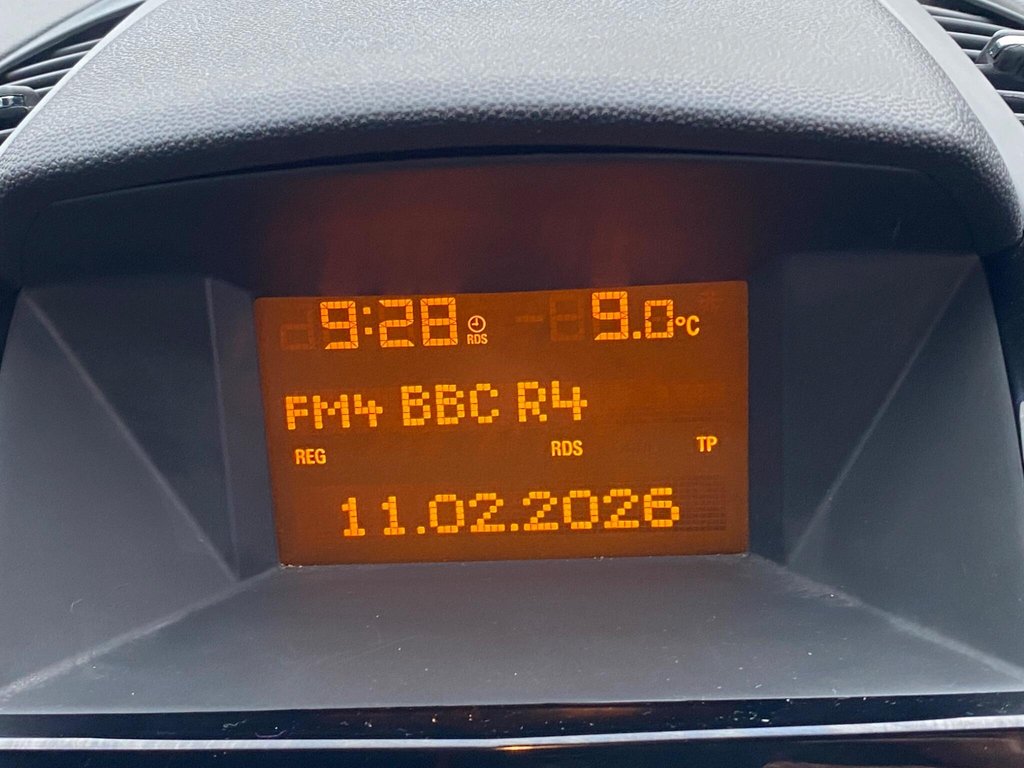 9:28 RDS 9.0°C
FM4 BBC R4
REG RDS TP
11.02.2026